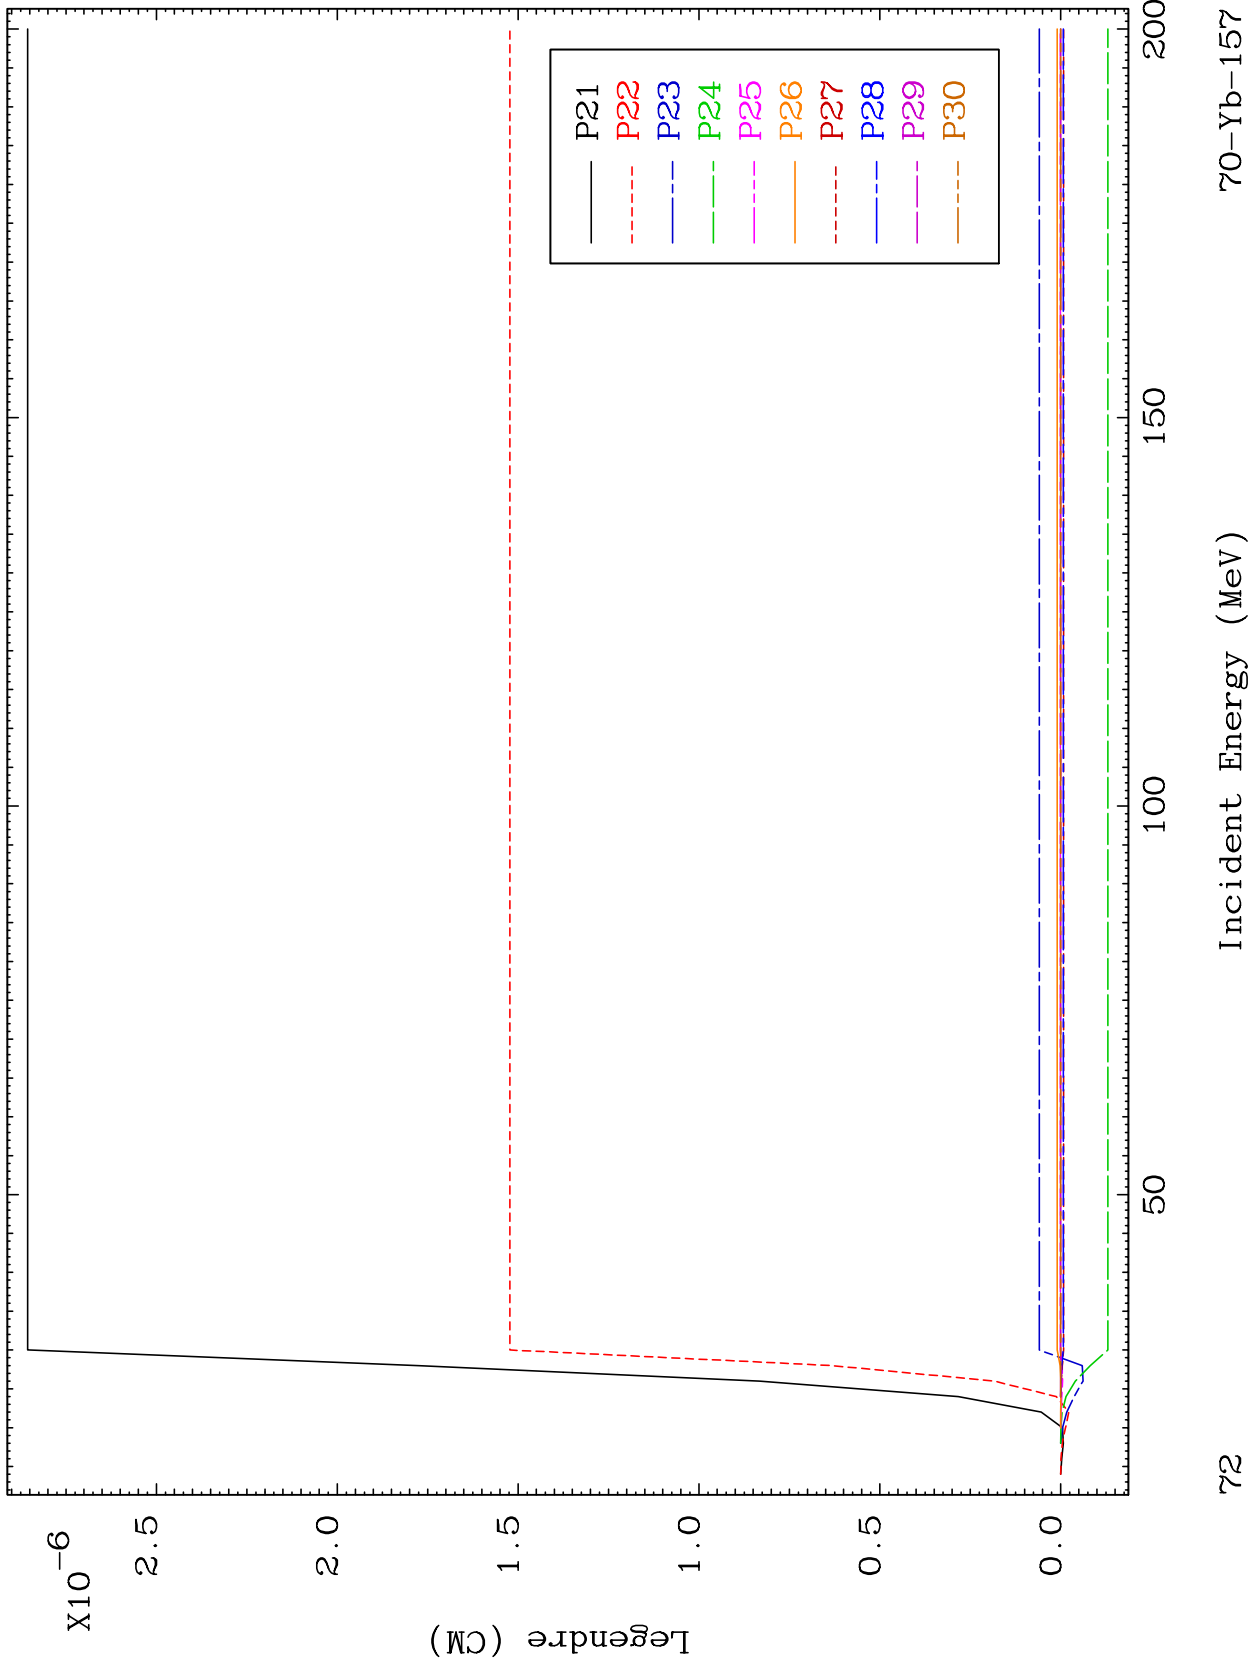 X10-6
2.5
2.0
1.5
1.0
0.5
0.0
Legendre (CM)
P21
P22
P23
P24
P25
P26
P27
P28
P29
P30
50
100
150
200
Incident Energy (MeV)
72
70-Yb-157